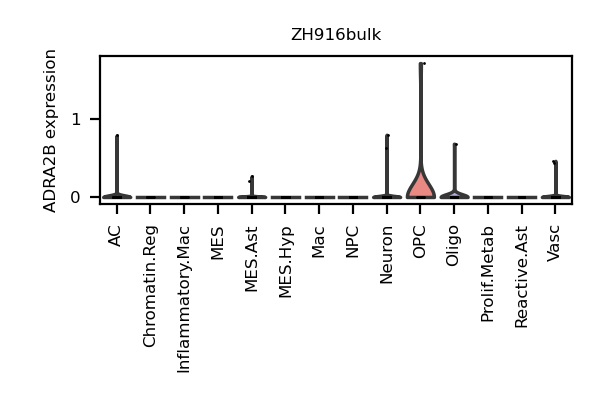 ZH916bulk
ADRA2B expression
1
0
AC
Chromatin.Reg
Inflammatory.Mac
MES
MES.Ast
MES.Hyp
Mac
NPC
Neuron
OPC
Oligo
Prolif.Metab
Reactive.Ast
Vasc